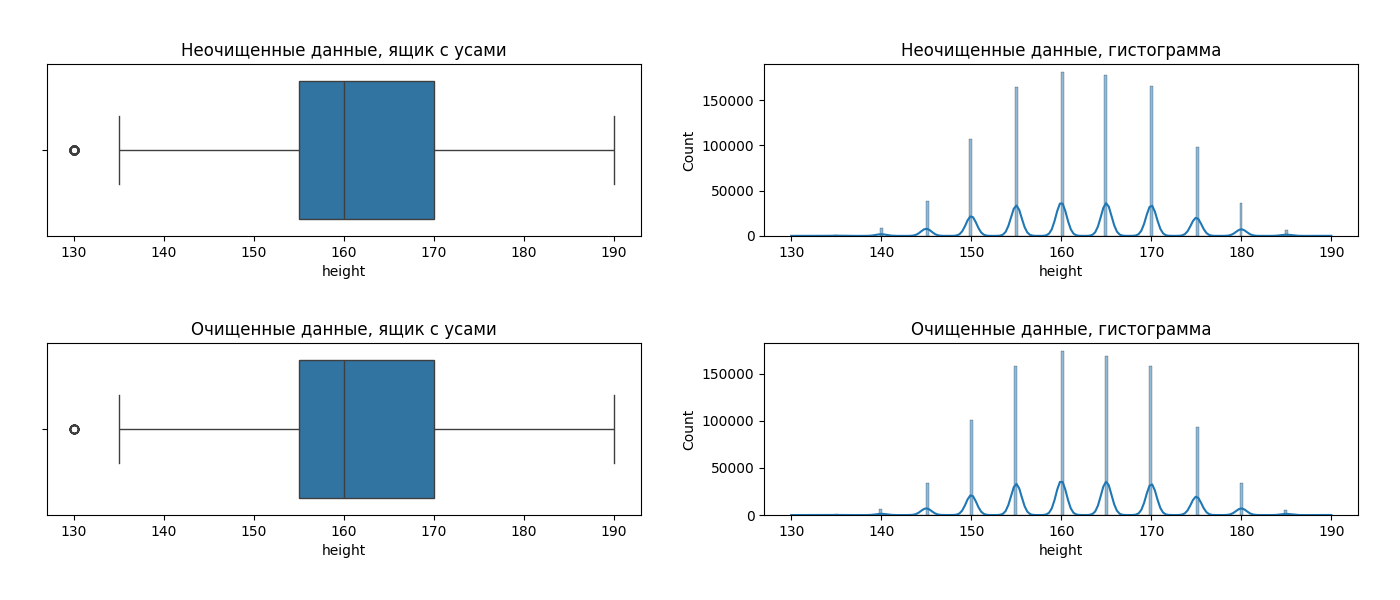 Неочищенные данные, ящик с усами
130 140 150 160 170 180 190
height
Неочищенные данные, гистограмма
Count
150000
100000
50000
0
130 140 150 160 170 180 190
height
Очищенные данные, ящик с усами
130 140 150 160 170 180 190
height
Очищенные данные, гистограмма
Count
150000
100000
50000
0
130 140 150 160 170 180 190
height